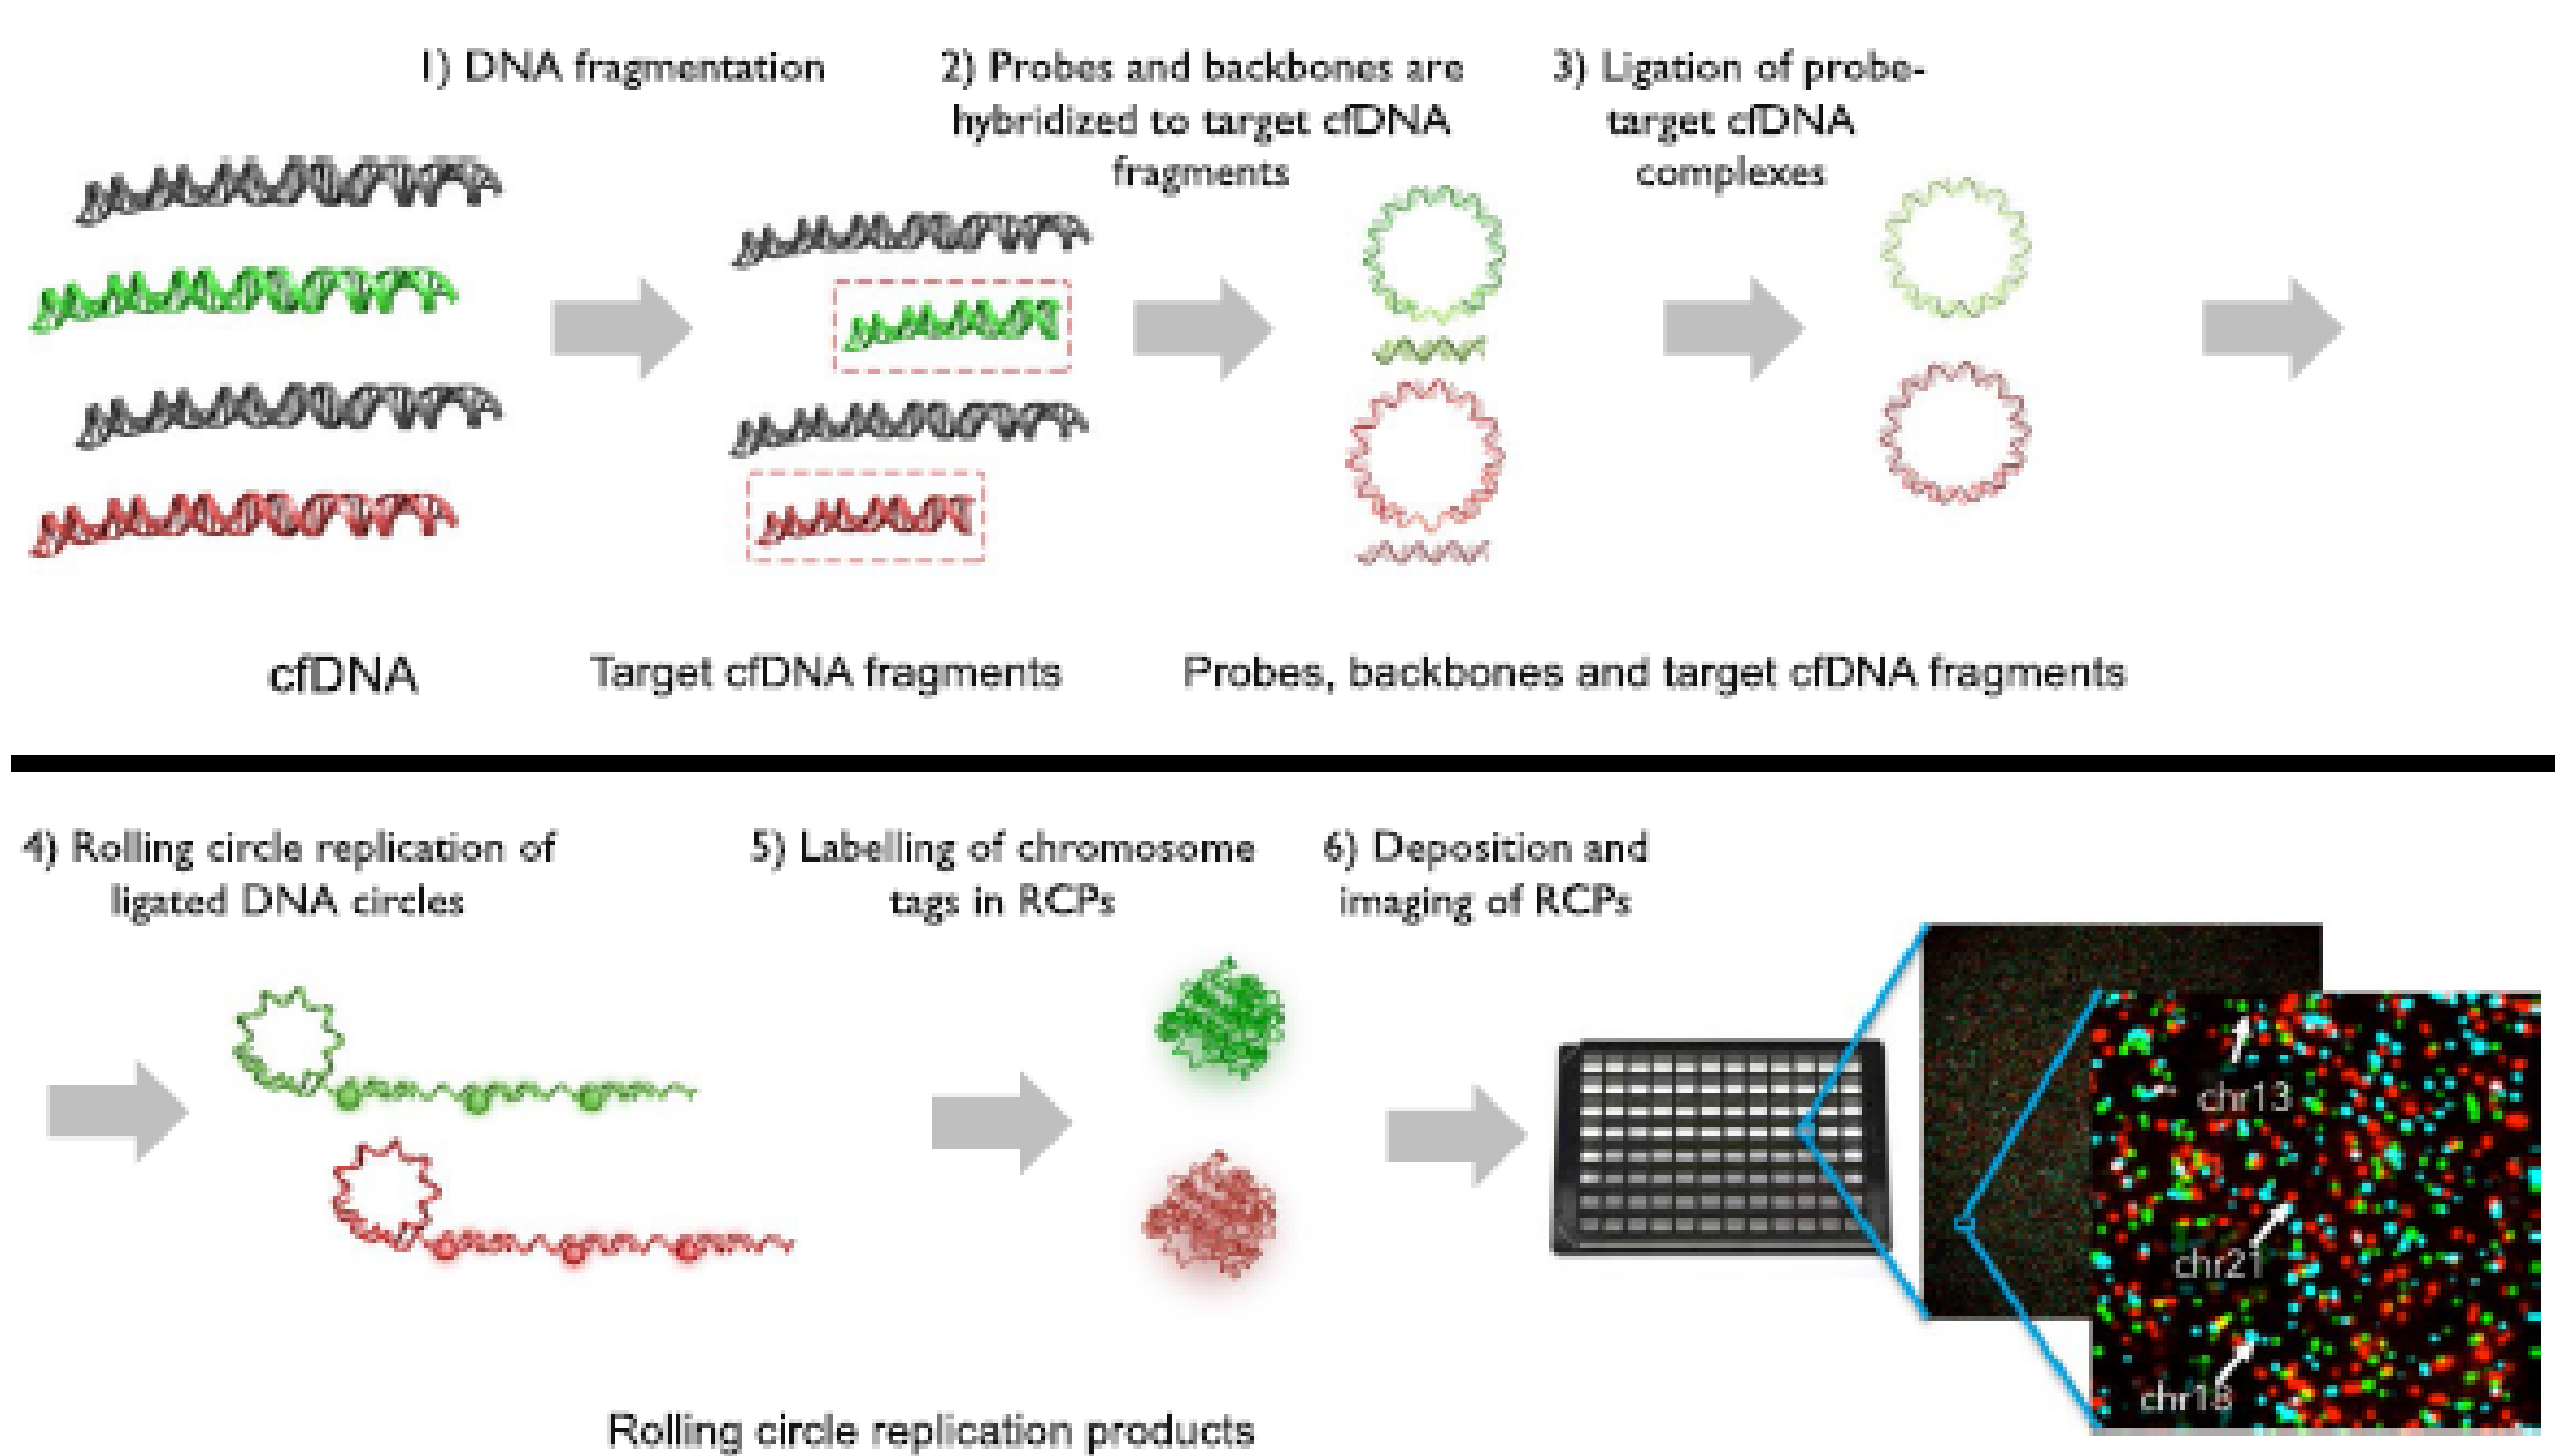 1) DNA fragmentation
2) Probes and backbones are
hybridized to target cfDNA
fragments
3) Ligation of probe-
target cfDNA
complexes
cfDNA
Target cfDNA fragments
Probes, backbones and target cfDNA fragments
4) Rolling circle replication of
ligated DNA circles
5) Labelling of chromosome
tags in RCPs
6) Deposition and
imaging of RCPs
chr13
chr21
chr18
Rolling circle replication products